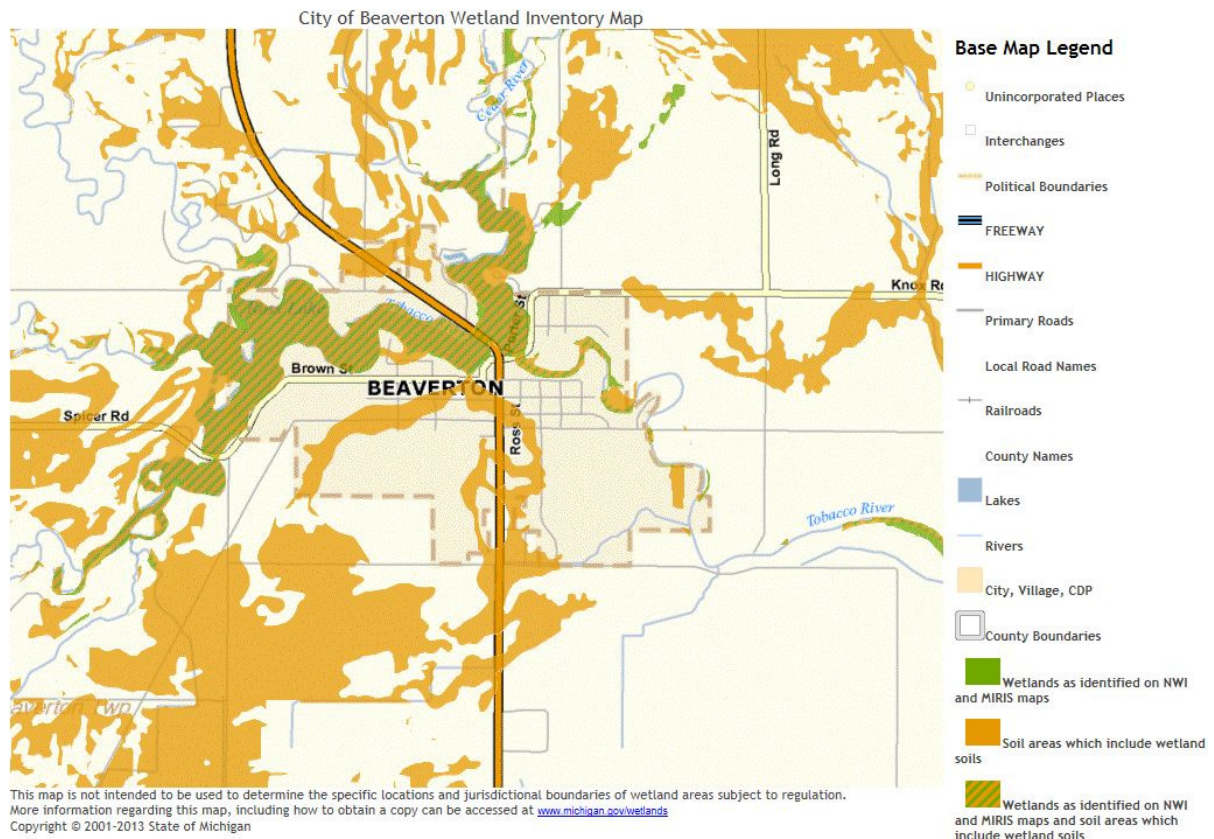 City of Beaverton Wetland Inventory Map
Base Map Legend
Unincorporated Places
Interchanges
Political Boundaries
FREEWAY
HIGHWAY
Primary Roads
Local Road Names
Railroads
County Names
Lakes
Rivers
City, Village, CDP
County Boundaries
Wetlands as identified on NWI
and MIRIS maps
Soil areas which include wetland
soils
Wetlands as identified on NWI
and MIRIS maps and soil areas which
include wetland soils
Cedar River
Long Rd
Knox Rd
Porter St
Lake
Tobacco
Brown St
BEAVERTON
Spicer Rd
Ross St
Tobacco River
averton Twp
This map is not intended to be used to determine the specific locations and jurisdictional boundaries of wetland areas subject to regulation.
More information regarding this map, including how to obtain a copy can be accessed at www.michigan.gov/wetlands
Copyright © 2001-2013 State of Michigan